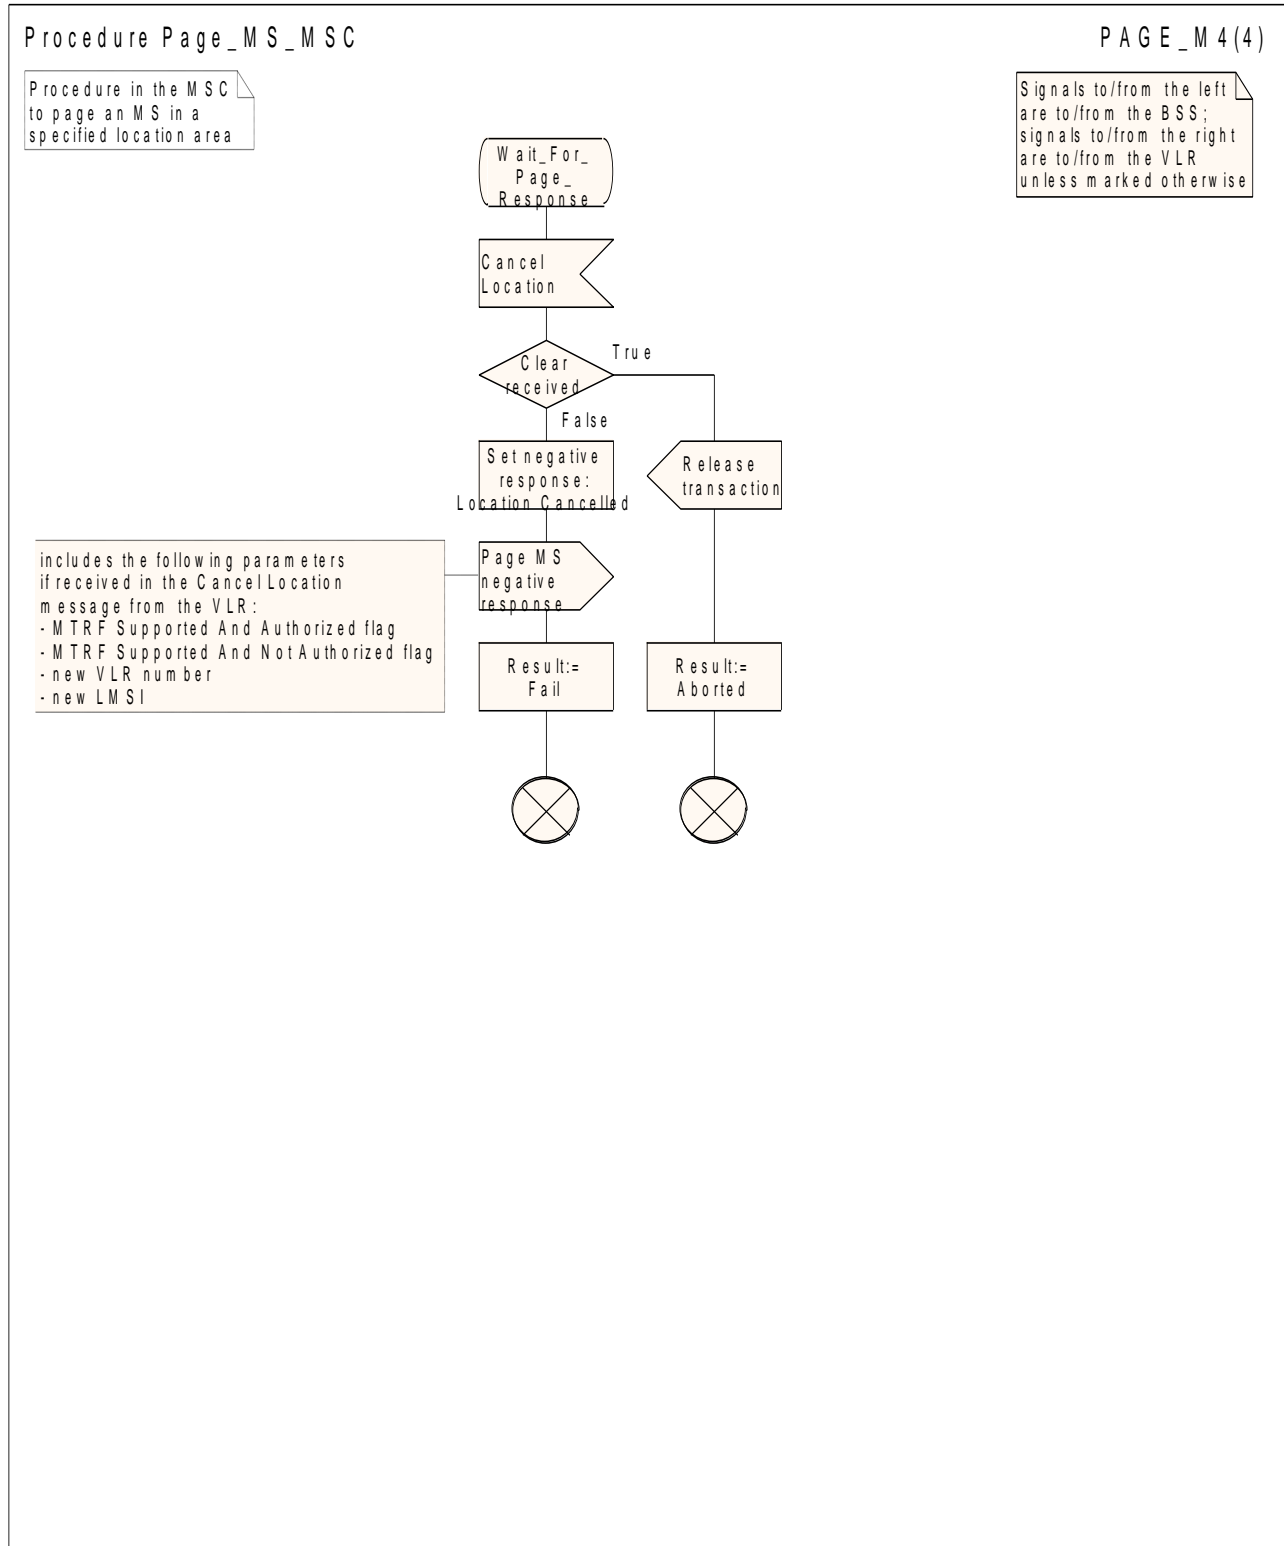 Procedure Page_MS_MSC
PAGE_M4(4)
Procedure in the MSC
to page an MS in a
specified location area
Signals to/from the left
are to/from the BSS;
signals to/from the right
are to/from the VLR
unless marked otherwise
Wait_For_
Page_
Response
Cancel
Location
Clear
received
True
False
Set negative
response:
Location Cancelled
Release
transaction
includes the following parameters
if received in the Cancel Location
message from the VLR:
- MTRF Supported And Authorized flag
- MTRF Supported And Not Authorized flag
- new VLR number
- new LMSI
Page MS
negative
response
Result:=
Fail
Result:=
Aborted